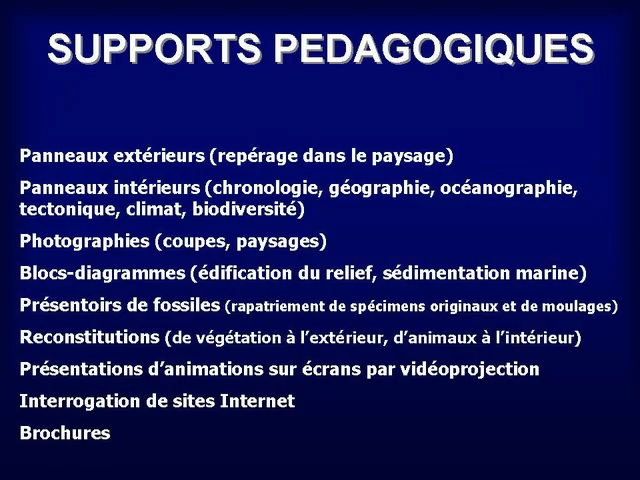 SUPPORTS PEDAGOGIQUES
Panneaux extérieurs (repérage dans le paysage)
Panneaux intérieurs (chronologie, géographie, océanographie,
tectonique, climat, biodiversité)
Photographies (coupes, paysages)
Blocs-diagrammes (édification du relief, sédimentation marine)
Présentoirs de fossiles (rapatriement de spécimens originaux et de moulages)
Reconstitutions (de végétation à l’extérieur, d’animaux à l’intérieur)
Présentations d’animations sur écrans par vidéoprojection
Interrogation de sites Internet
Brochures